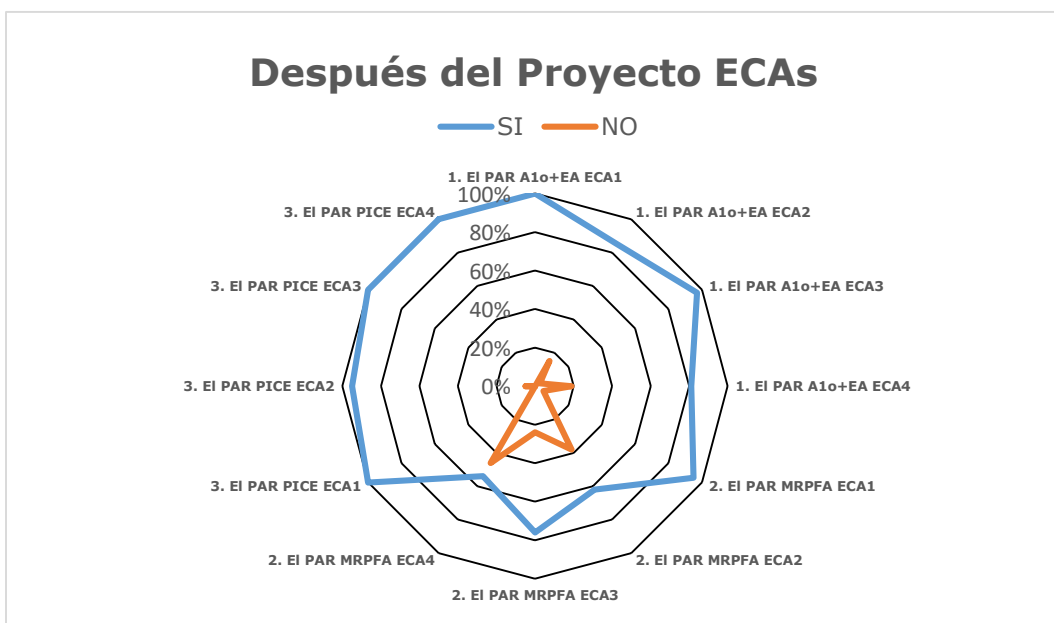 Después del Proyecto ECAs
SI NO
1. El PAR A1o+EA ECA1
100%
80%
60%
40%
20%
0%
1. El PAR A1o+EA ECA2
1. El PAR A1o+EA ECA3
1. El PAR A1o+EA ECA4
2. El PAR MRPFA ECA1
2. El PAR MRPFA ECA2
2. El PAR MRPFA ECA3
2. El PAR MRPFA ECA4
3. El PAR PICE ECA1
3. El PAR PICE ECA2
3. El PAR PICE ECA3
3. El PAR PICE ECA4